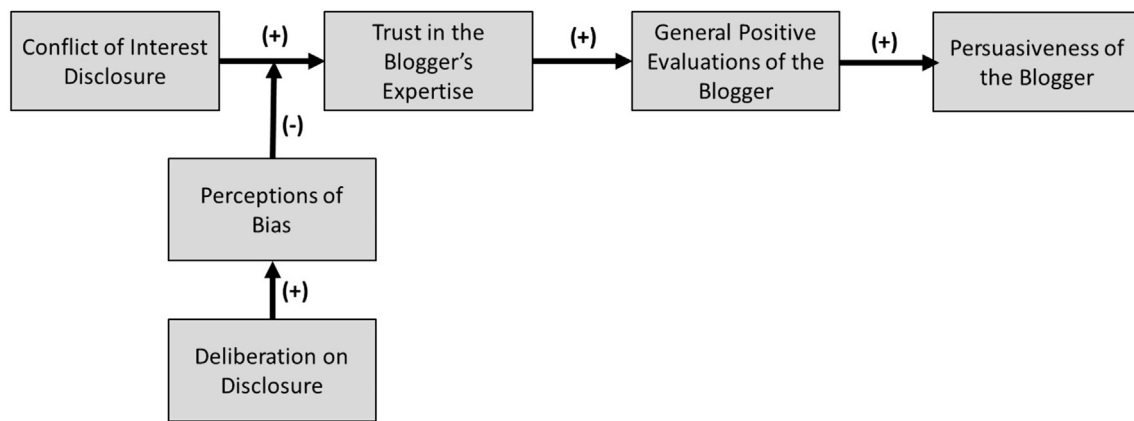 Conflict of Interest
Disclosure
(+)
Trust in the
Blogger's
Expertise
(+)
General Positive
Evaluations of the
Blogger
(+)
Persuasiveness of
the Blogger
(-)
Perceptions of
Bias
(+)
Deliberation on
Disclosure